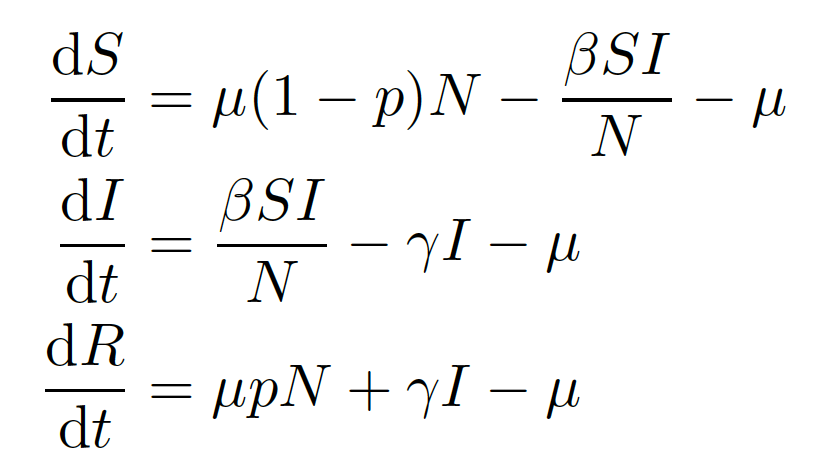 dS/dt = μ(1 − p)N − βSI/N − μ
dI/dt = βSI/N − γI − μ
dR/dt = μpN + γI − μ